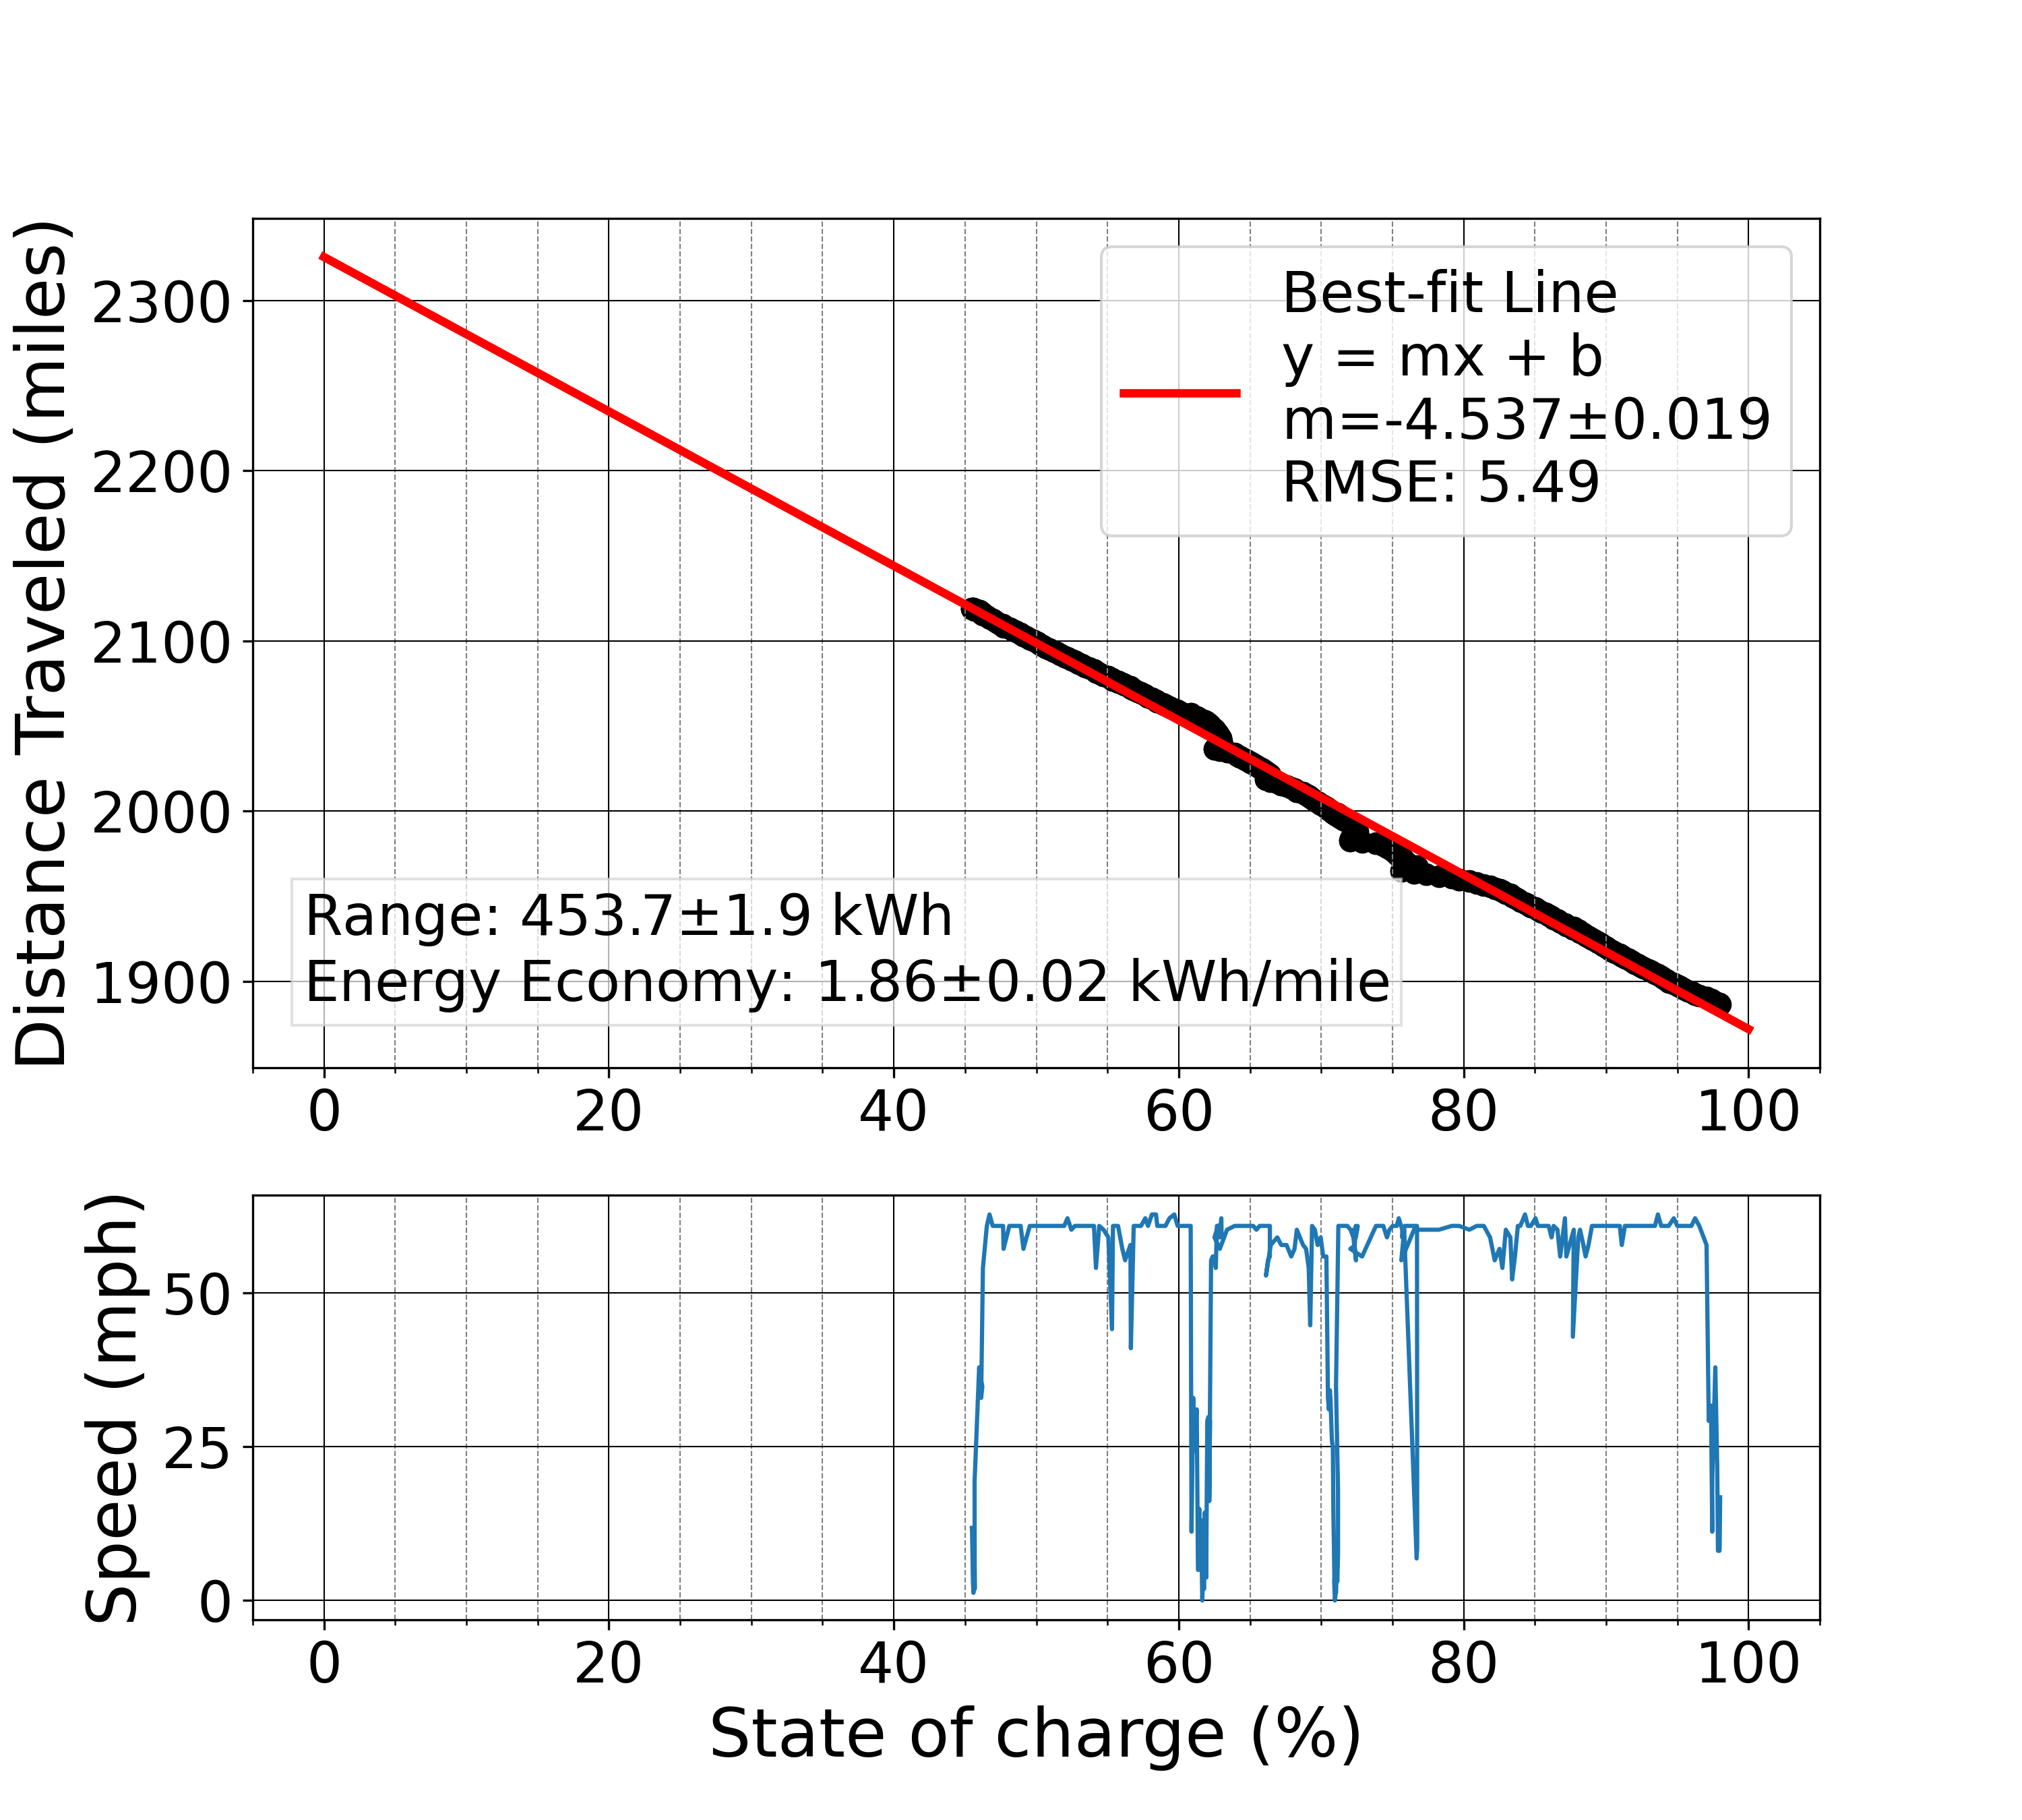 Distance Traveled (miles)
2300
2200
2100
2000
1900
Best-fit Line
y = mx + b
m=-4.537±0.019
RMSE: 5.49
Range: 453.7±1.9 kWh
Energy Economy: 1.86±0.02 kWh/mile
0 20 40 60 80 100
Speed (mph)
50
25
0
0 20 40 60 80 100
State of charge (%)